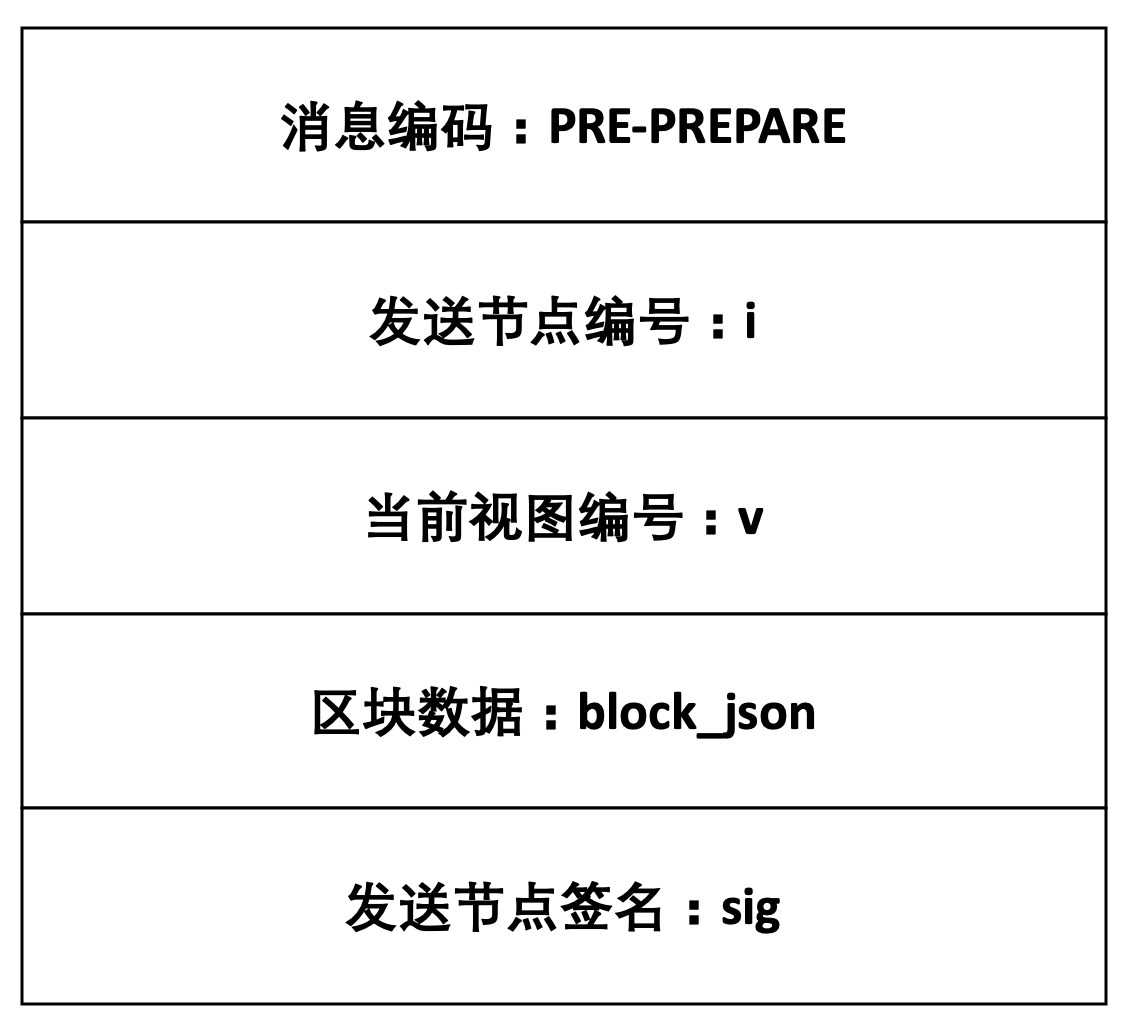 消息编码：PRE-PREPARE
发送节点编号：i
当前视图编号：v
区块数据：block_json
发送节点签名：sig